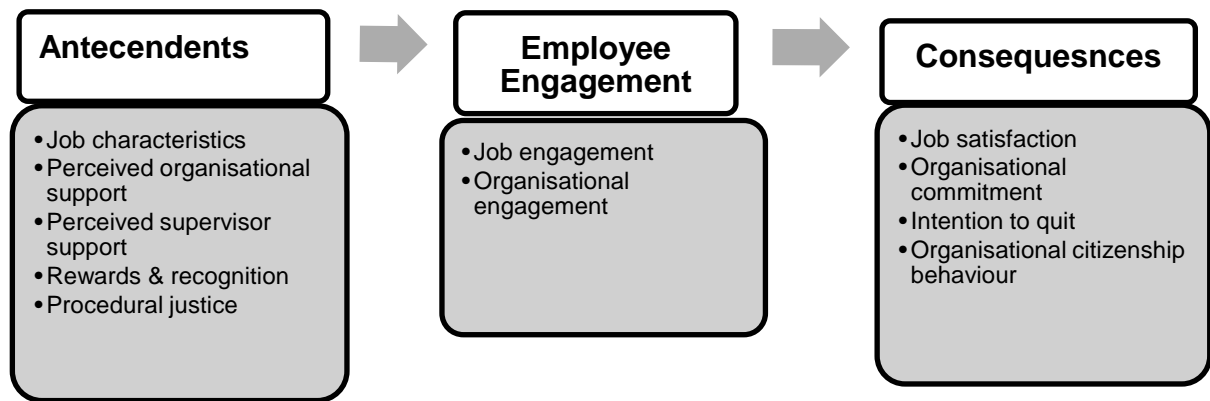 Antecendents
• Job characteristics
• Perceived organisational
support
• Perceived supervisor
support
• Rewards & recognition
• Procedural justice
Employee
Engagement
• Job engagement
• Organisational
engagement
Consequesnces
• Job satisfaction
• Organisational
commitment
• Intention to quit
• Organisational citizenship
behaviour